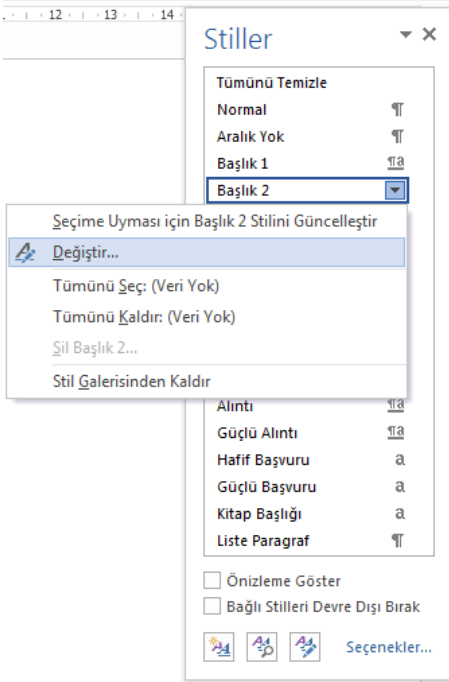 12 · 13 · 14
Stiller
Tümünü Temizle
Normal ¶
Aralık Yok ¶
Başlık 1 ¶a
Başlık 2
Seçime Uyması için Başlık 2 Stilini Güncelleştir
Değiştir...
Tümünü Seç: (Veri Yok)
Tümünü Kaldır: (Veri Yok)
Sil Başlık 2...
Stil Galerisinden Kaldır
Alıntı ¶a
Güçlü Alıntı ¶a
Hafif Başvuru a
Güçlü Başvuru a
Kitap Başlığı a
Liste Paragraf ¶
Önizleme Göster
Bağlı Stilleri Devre Dışı Bırak
Seçenekler...